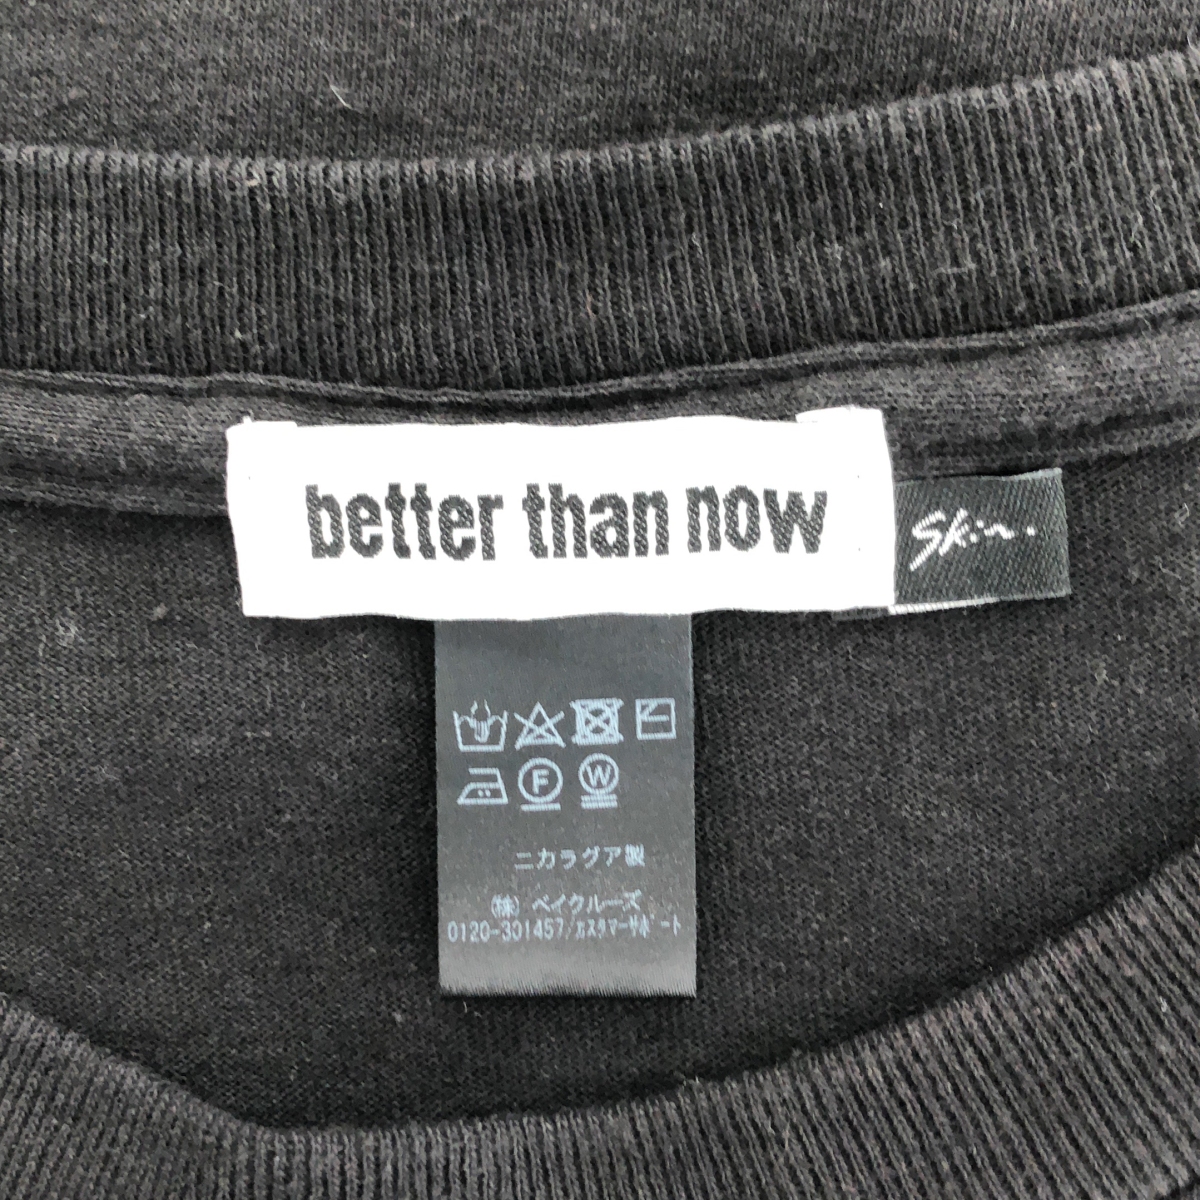 better than now
Skin.
F W
ニカラグア製
(株) ベイクルーズ
0120-301457/カスタマーサポート